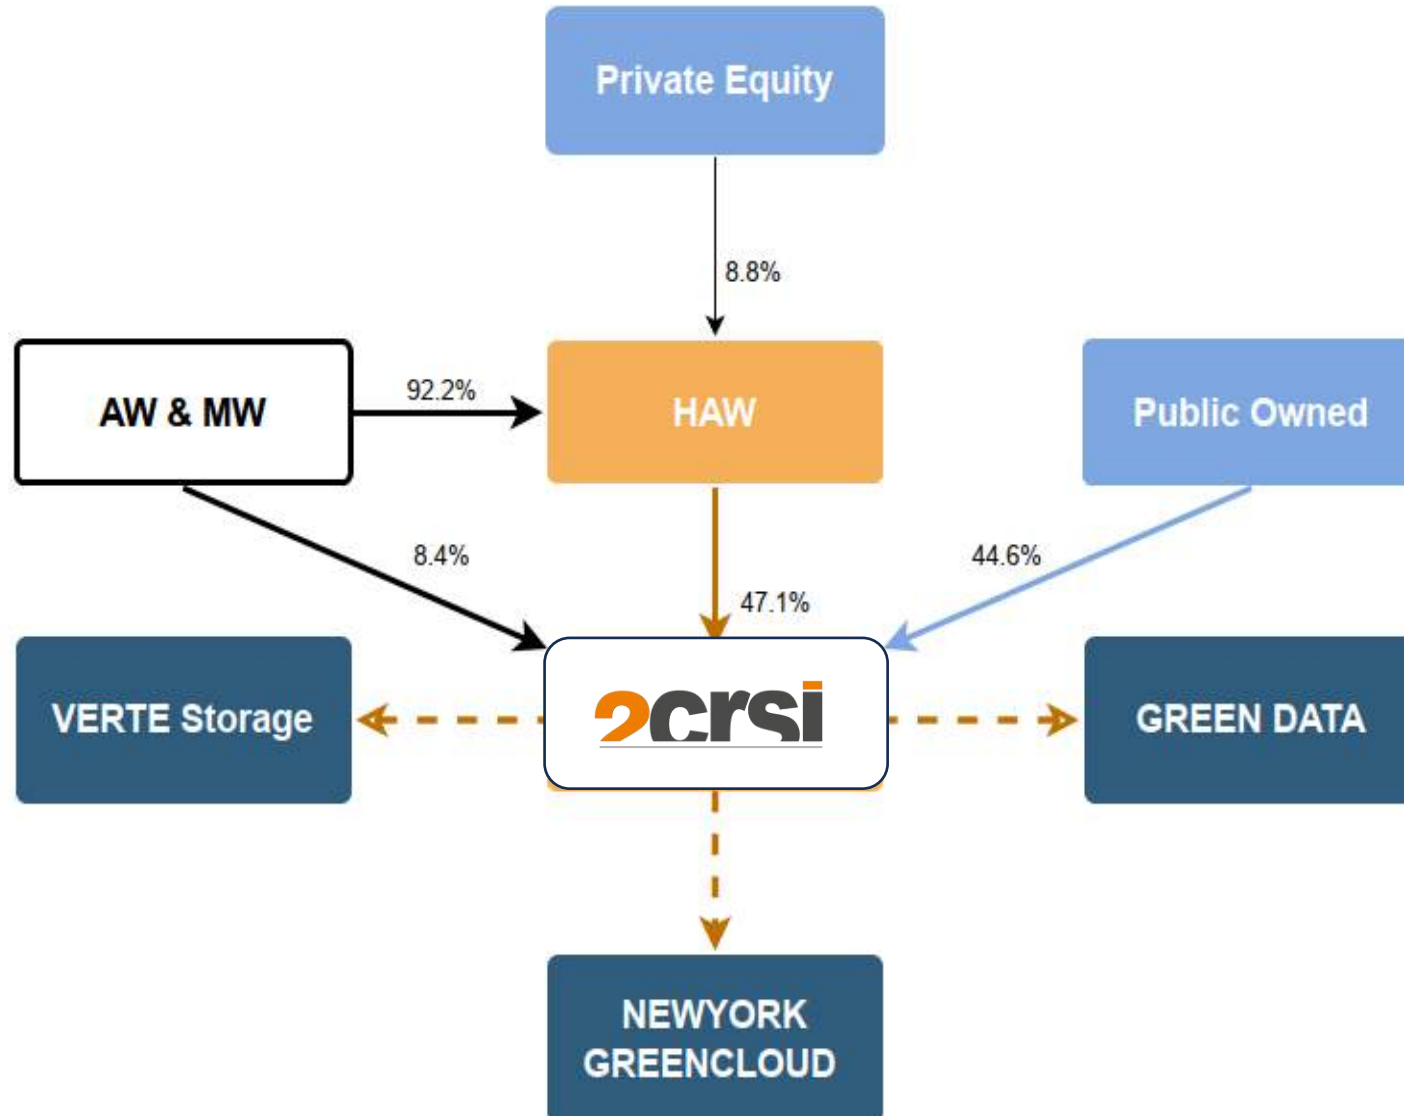 Private Equity
8.8%
AW & MW
92.2%
HAW
Public Owned
8.4%
47.1%
44.6%
VERTE Storage
2crsi
GREEN DATA
NEWYORK
GREENCLOUD